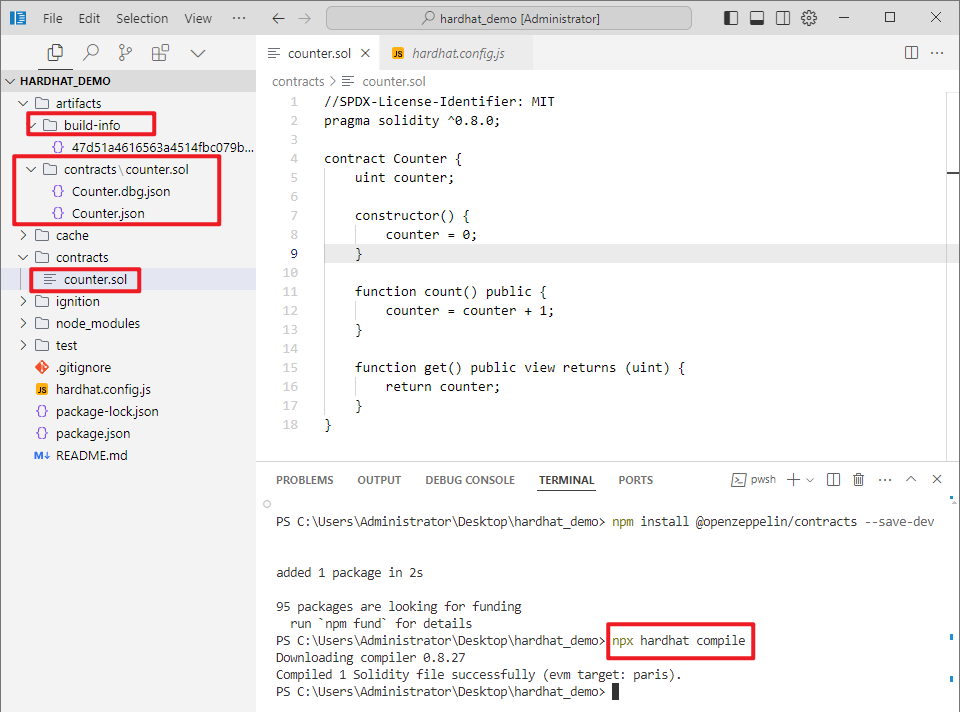 File Edit Selection View ··· hardhat_demo [Administrator]
HARDHAT_DEMO
artifacts
build-info
47d51a4616563a4514fbc079b...
contracts\counter.sol
Counter.dbg.json
Counter.json
cache
contracts
counter.sol
ignition
node_modules
test
.gitignore
JS hardhat.config.js
package-lock.json
package.json
M↓ README.md
counter.sol JS hardhat.config.js
contracts > counter.sol
1 //SPDX-License-Identifier: MIT
2 pragma solidity ^0.8.0;
3
4 contract Counter {
5 uint counter;
6
7 constructor() {
8 counter = 0;
9 }
10
11 function count() public {
12 counter = counter + 1;
13 }
14
15 function get() public view returns (uint) {
16 return counter;
17 }
18 }
PROBLEMS OUTPUT DEBUG CONSOLE TERMINAL PORTS pwsh
PS C:\Users\Administrator\Desktop\hardhat_demo> npm install @openzeppelin/contracts --save-dev
added 1 package in 2s
95 packages are looking for funding
run `npm fund` for details
PS C:\Users\Administrator\Desktop\hardhat_demo> npx hardhat compile
Downloading compiler 0.8.27
Compiled 1 Solidity file successfully (evm target: paris).
PS C:\Users\Administrator\Desktop\hardhat_demo>